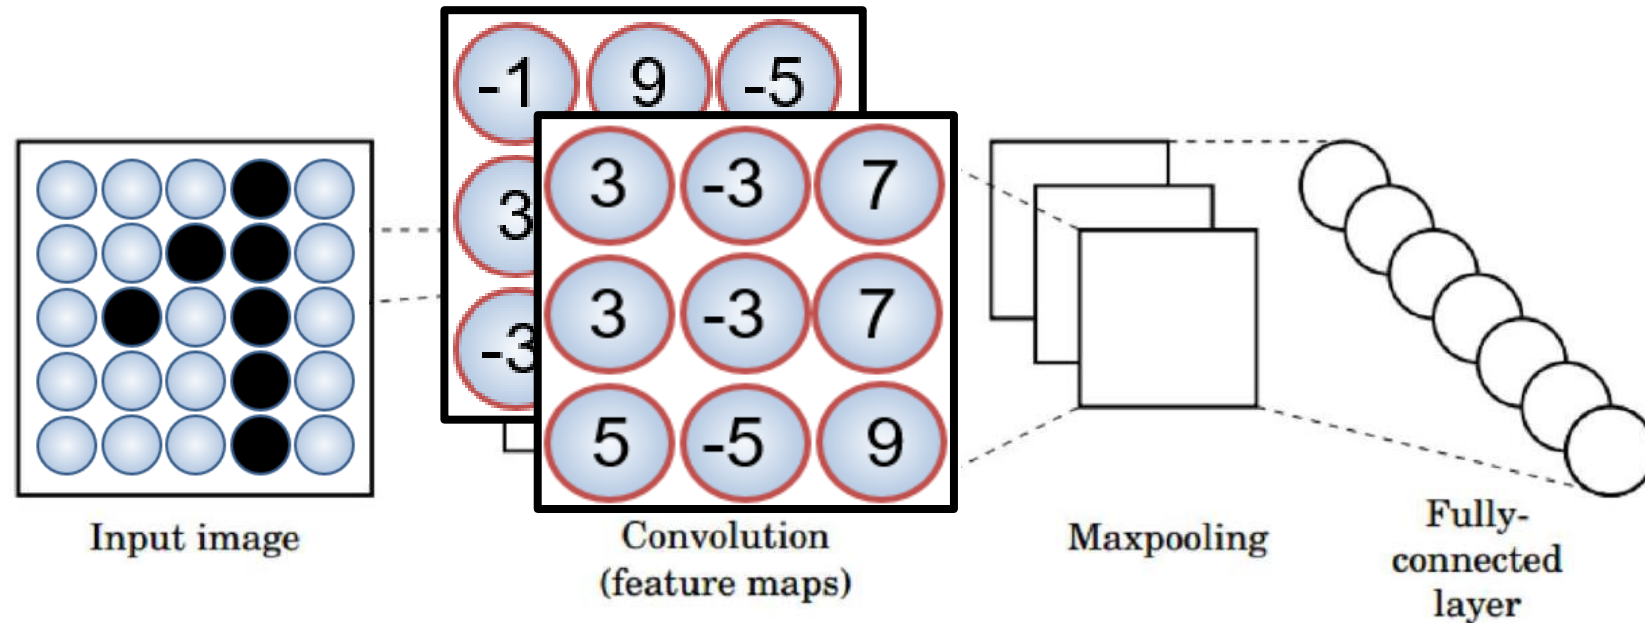 -1 9 -5
3
-3
3 -3 7
3 -3 7
5 -5 9
Input image
Convolution
(feature maps)
Maxpooling
Fully-
connected
layer